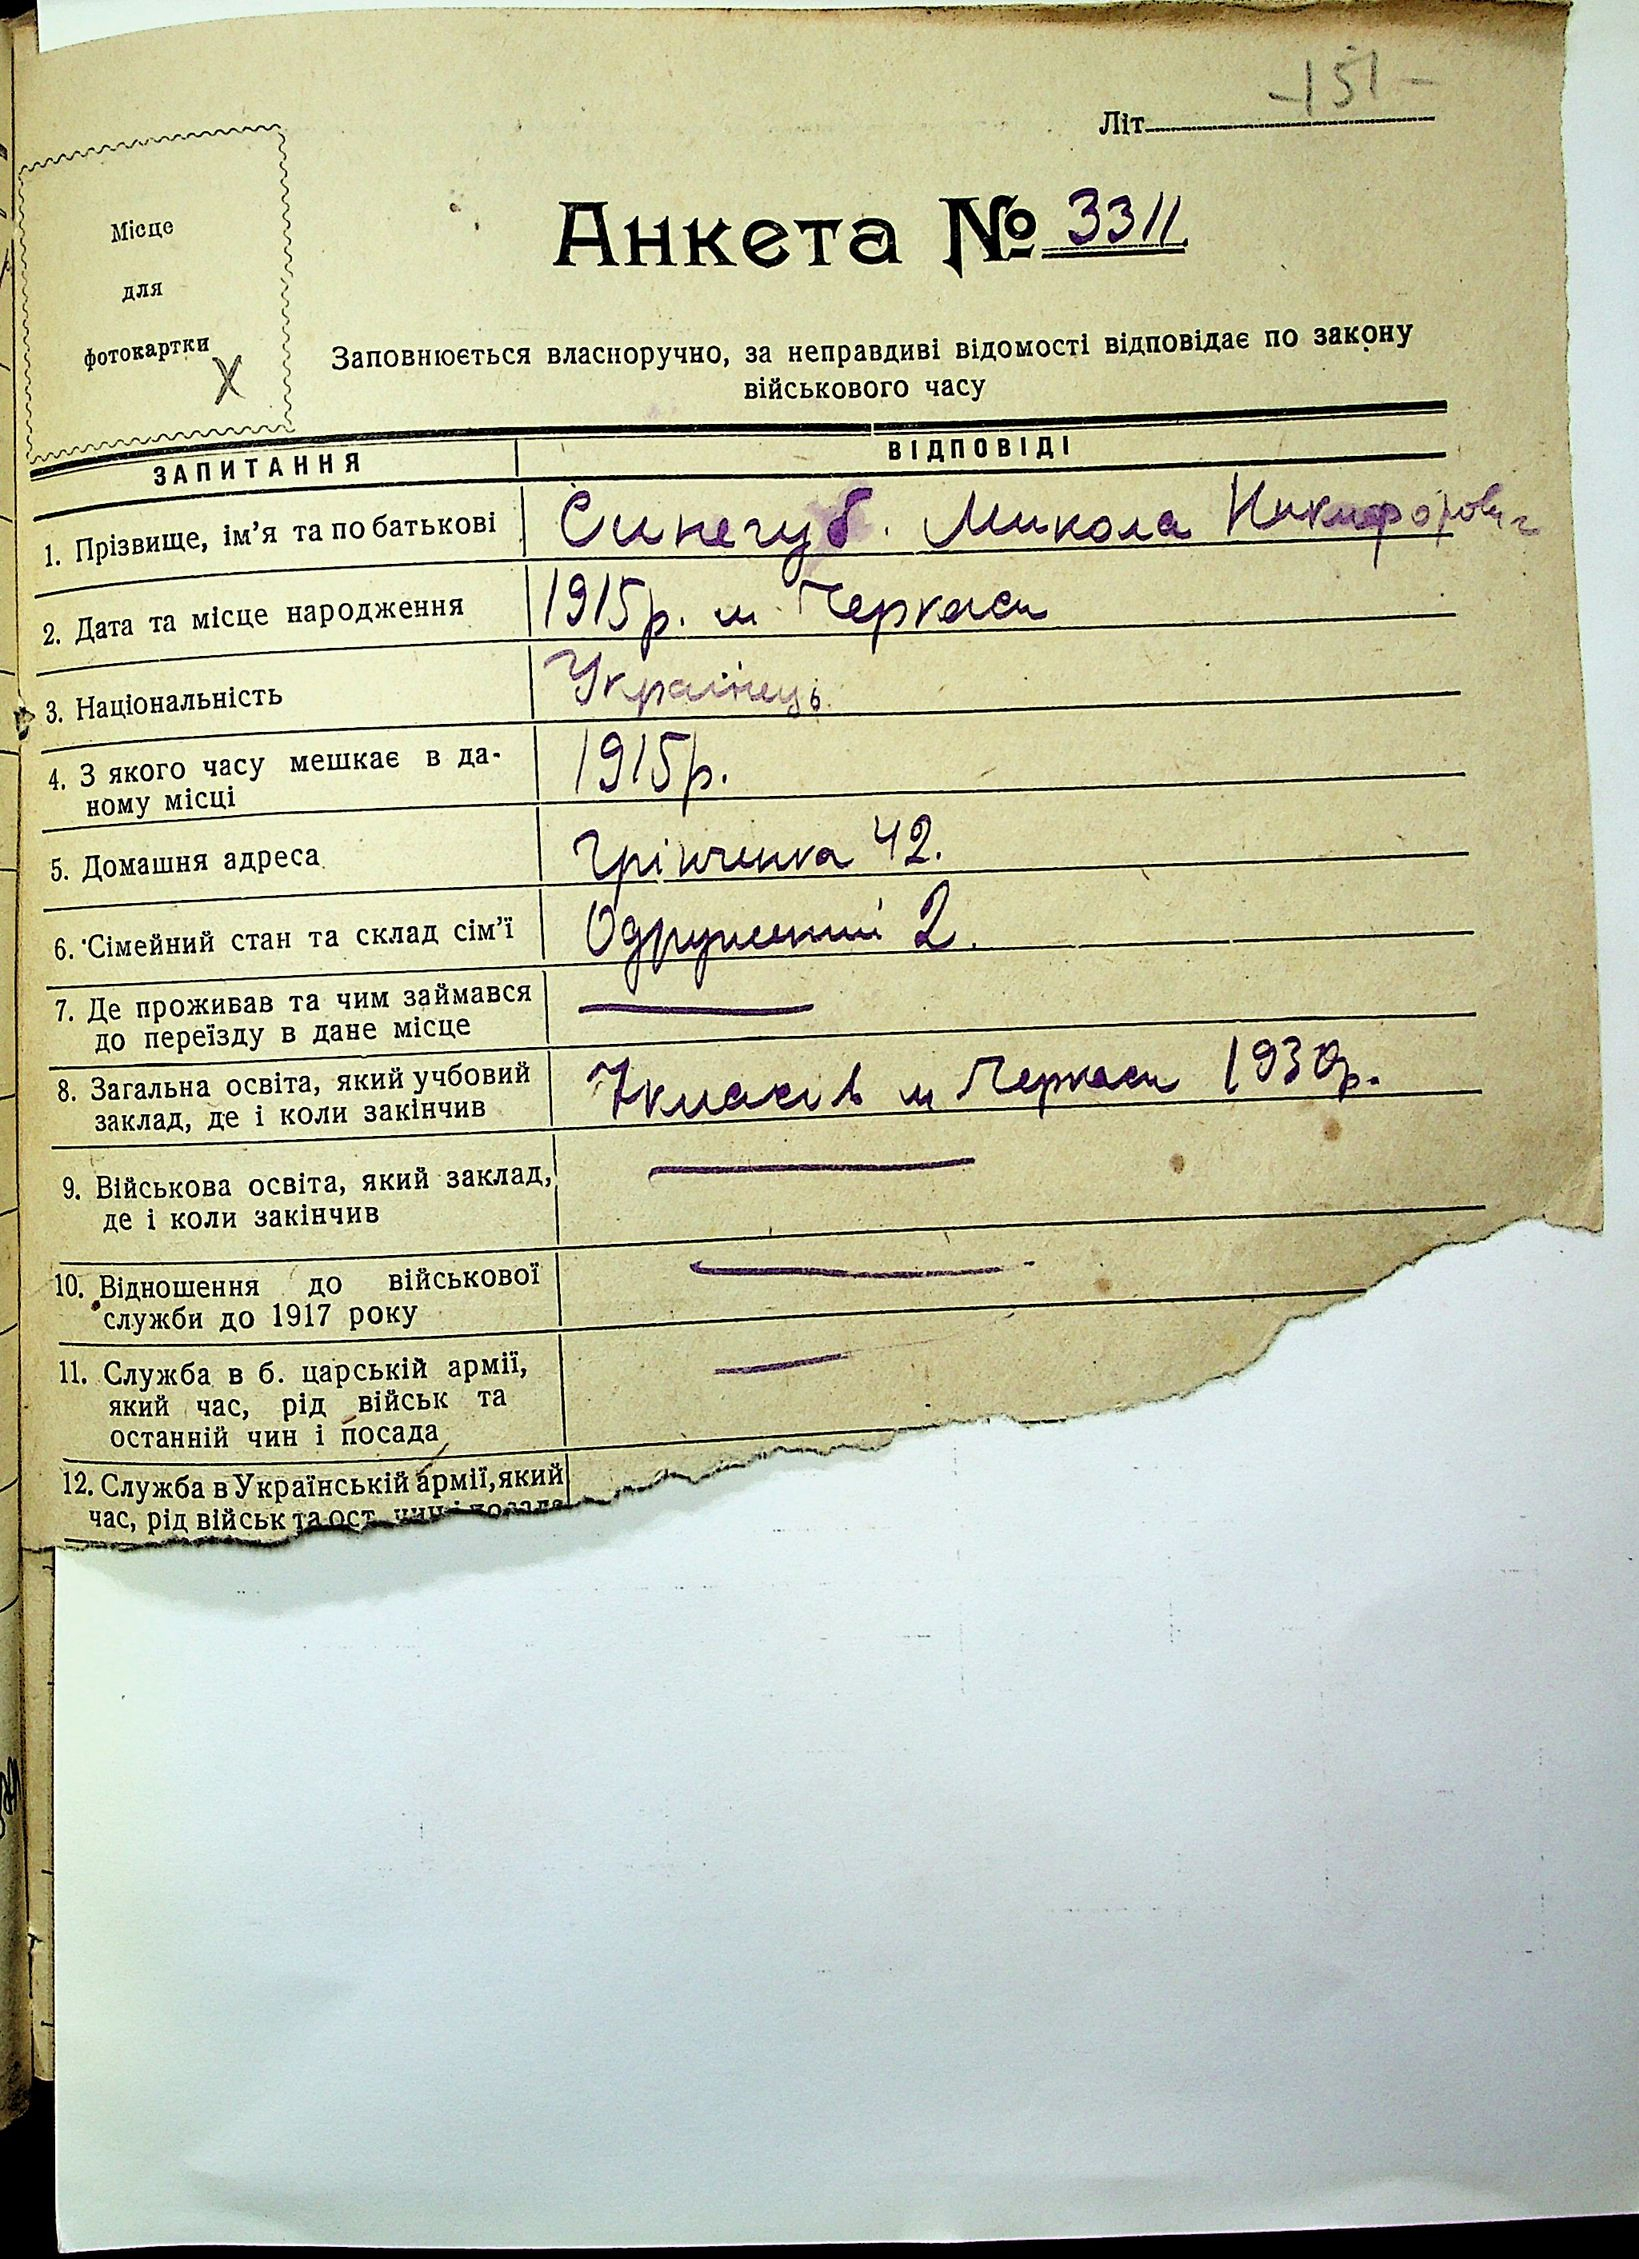 -151-
Літ
Місце
для
фотокартки
X
Анкета № 3311.
Заповнюється власноручно, за неправдиві відомості відповідає по закону
військового часу
ЗАПИТАННЯ ВІДПОВІДІ
1. Прізвище, ім’я та по батькові Синегуб. Микола Никифорович
2. Дата та місце народження 1915р. м. Черкаси
3. Національність Українець.
4. З якого часу мешкає в да- 1915р.
ному місці
5. Домашня адреса Грінченка 42.
6. Сімейний стан та склад сім’ї Одружений 2.
7. Де проживав та чим займався
до переїзду в дане місце
8. Загальна освіта, який учбовий 7 класів м Черкаси 1930р.
заклад, де і коли закінчив
9. Військова освіта, який заклад,
де і коли закінчив
10. Відношення до військової
служби до 1917 року
11. Служба в б. царській армії,
який час, рід військ та
останній чин і посада
12. Служба в Українській армії, який
час, рід військ та ост. чин і посада